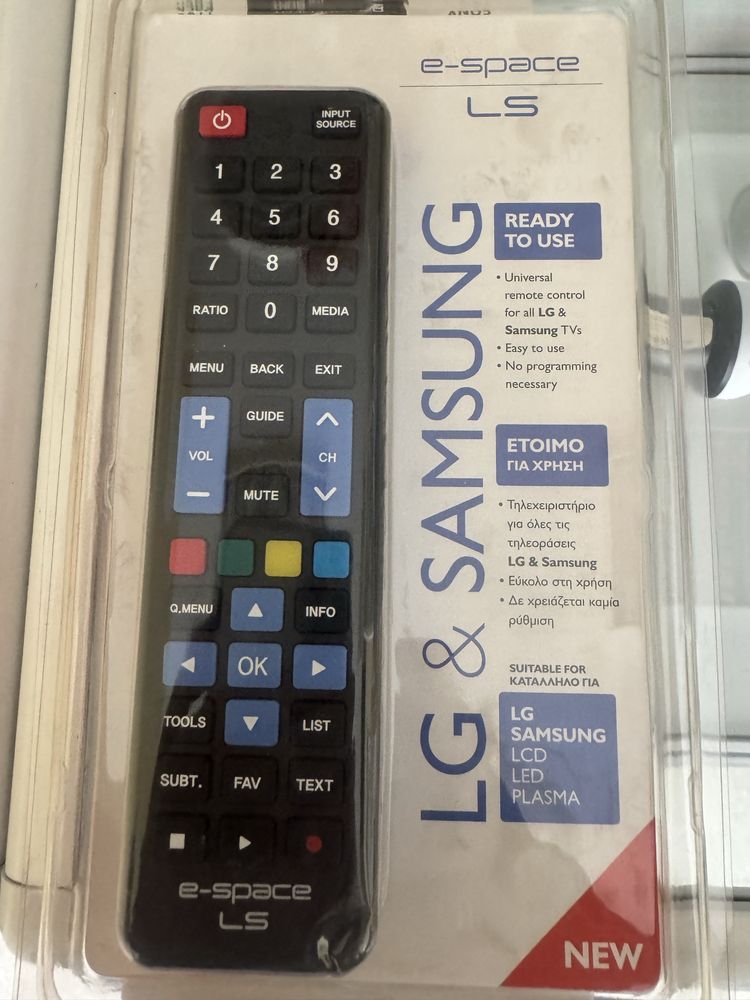 e-space
LS
INPUT
SOURCE
1 2 3
4 5 6
7 8 9
RATIO 0 MEDIA
MENU BACK EXIT
+ GUIDE
VOL CH
− MUTE
Q.MENU INFO
OK
TOOLS LIST
SUBT. FAV TEXT
e-space
LS
LG & SAMSUNG
READY
TO USE
• Universal
remote control
for all LG &
Samsung TVs
• Easy to use
• No programming
necessary
ΕΤΟΙΜΟ
ΓΙΑ ΧΡΗΣΗ
• Τηλεχειριστήριο
για όλες τις
τηλεοράσεις
LG & Samsung
• Εύκολο στη χρήση
• Δε χρειάζεται καμία
ρύθμιση
SUITABLE FOR
ΚΑΤΑΛΛΗΛΟ ΓΙΑ
LG
SAMSUNG
LCD
LED
PLASMA
NEW